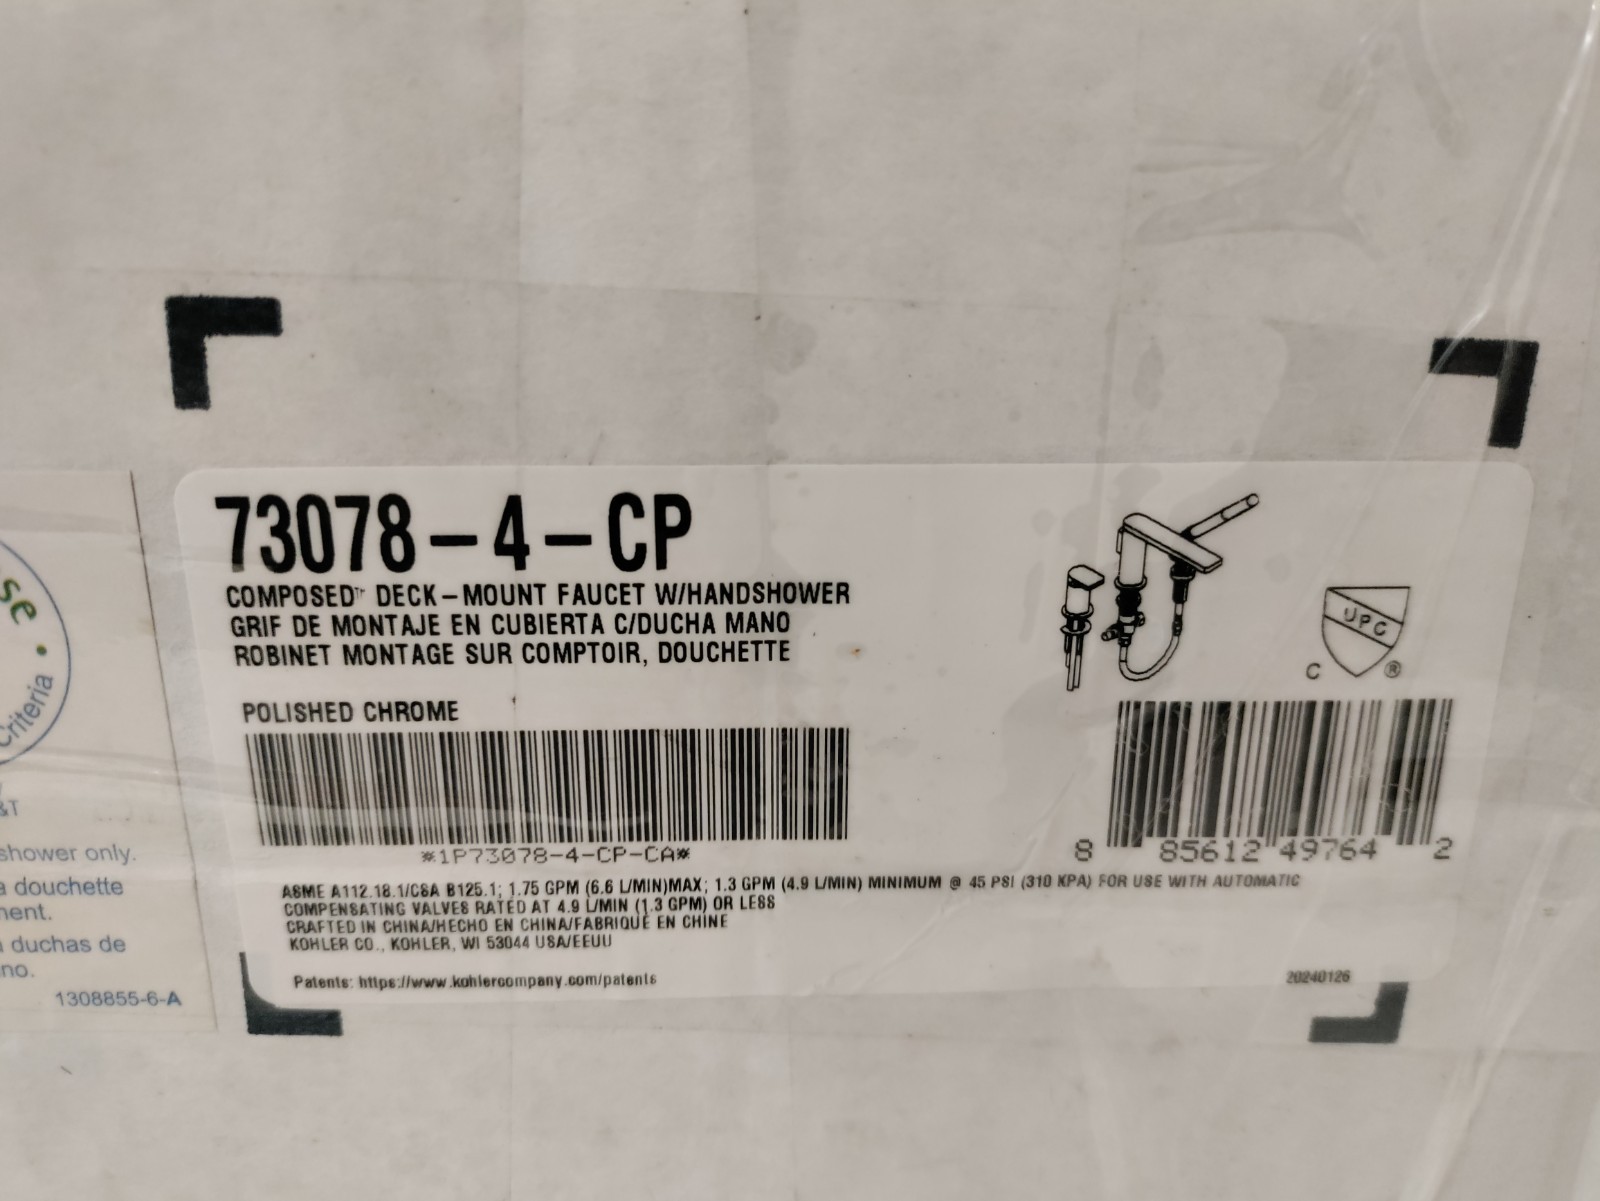 73078-4-CP
COMPOSED™ DECK-MOUNT FAUCET W/HANDSHOWER
GRIF DE MONTAJE EN CUBIERTA C/DUCHA MANO
ROBINET MONTAGE SUR COMPTOIR, DOUCHETTE
UPC
C ®
POLISHED CHROME
*1P73078-4-CP-CA*
8 85612 49764 2
ASME A112.18.1/CSA B125.1; 1.75 GPM (6.6 L/MIN)MAX; 1.3 GPM (4.9 L/MIN) MINIMUM @ 45 PSI (310 KPA) FOR USE WITH AUTOMATIC
COMPENSATING VALVES RATED AT 4.9 L/MIN (1.3 GPM) OR LESS
CRAFTED IN CHINA/HECHO EN CHINA/FABRIQUÉ EN CHINE
KOHLER CO., KOHLER, WI 53044 USA/EEUU
Patents: https://www.kohlercompany.com/patents
20240126
se •
Criteria
&T
shower only.
a douchette
ment.
duchas de
no.
1308855-6-A